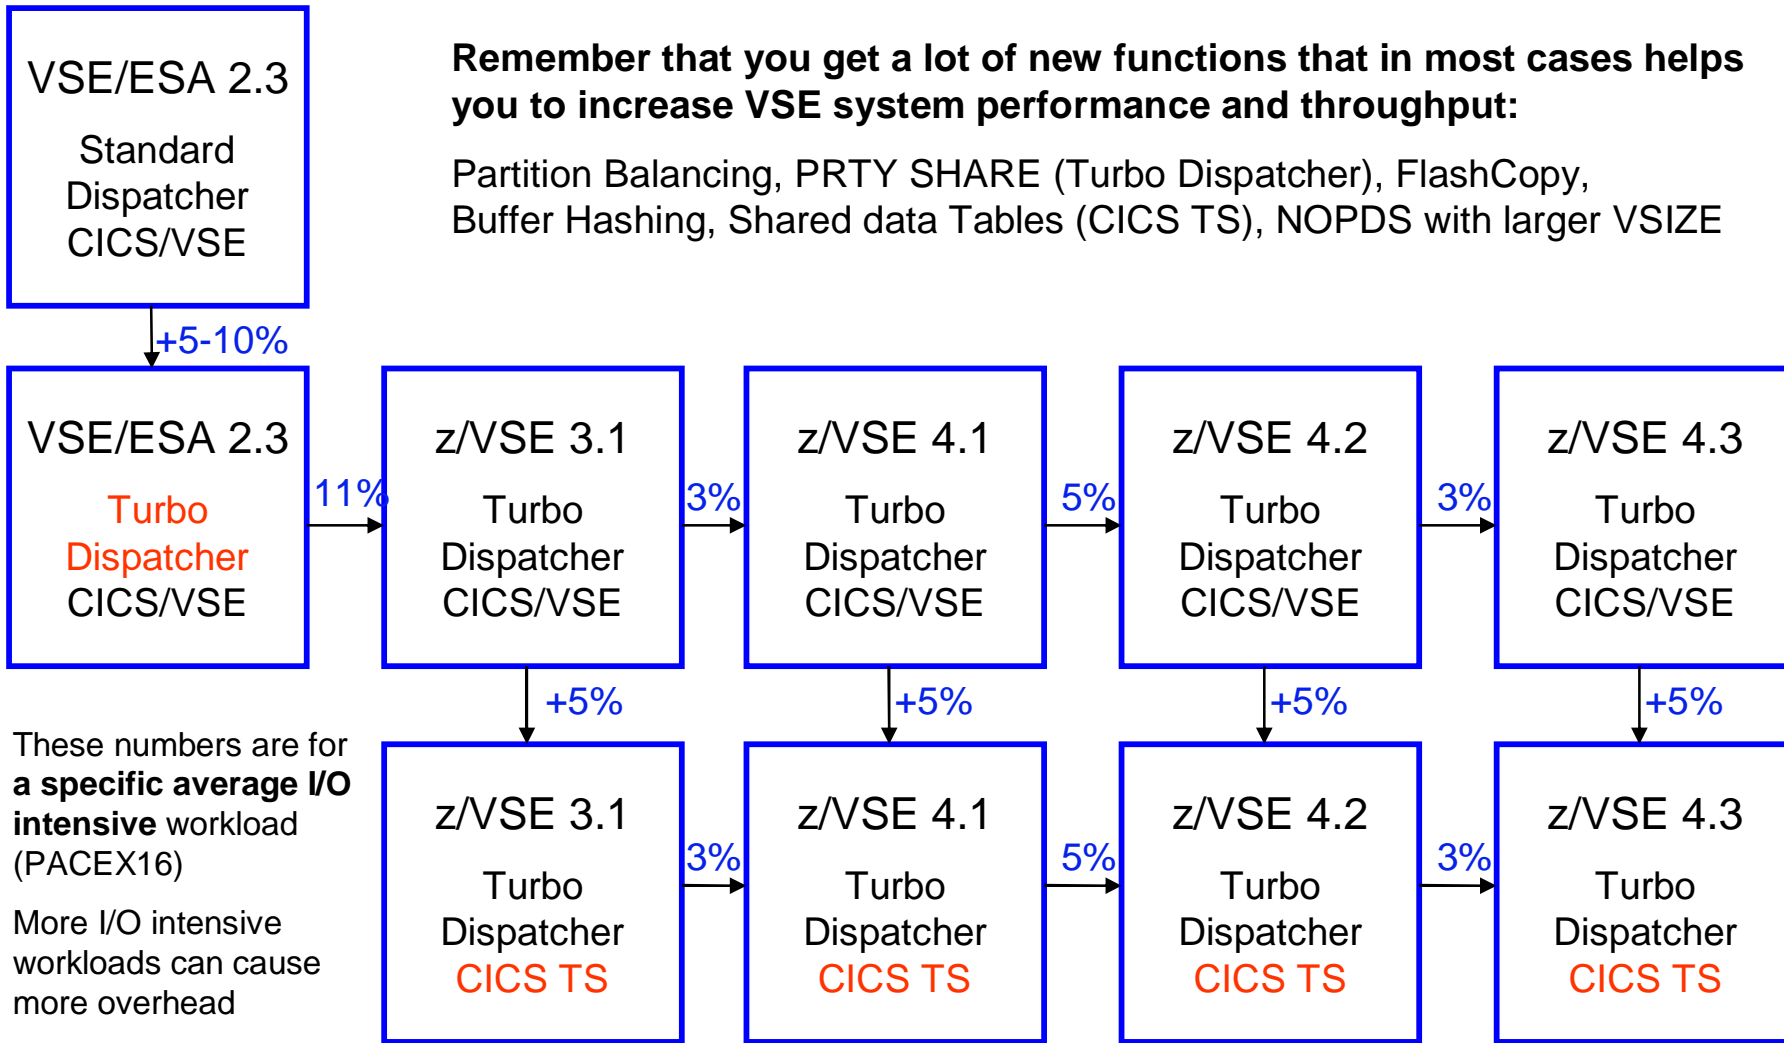 VSE/ESA 2.3
Standard
Dispatcher
CICS/VSE
Remember that you get a lot of new functions that in most cases helps
you to increase VSE system performance and throughput:
Partition Balancing, PRTY SHARE (Turbo Dispatcher), FlashCopy,
Buffer Hashing, Shared data Tables (CICS TS), NOPDS with larger VSIZE
+5-10%
VSE/ESA 2.3
Turbo
Dispatcher
CICS/VSE
11%
z/VSE 3.1
Turbo
Dispatcher
CICS/VSE
3%
z/VSE 4.1
Turbo
Dispatcher
CICS/VSE
5%
z/VSE 4.2
Turbo
Dispatcher
CICS/VSE
3%
z/VSE 4.3
Turbo
Dispatcher
CICS/VSE
+5%
+5%
+5%
+5%
These numbers are for
a specific average I/O
intensive workload
(PACEX16)
More I/O intensive
workloads can cause
more overhead
z/VSE 3.1
Turbo
Dispatcher
CICS TS
3%
z/VSE 4.1
Turbo
Dispatcher
CICS TS
5%
z/VSE 4.2
Turbo
Dispatcher
CICS TS
3%
z/VSE 4.3
Turbo
Dispatcher
CICS TS